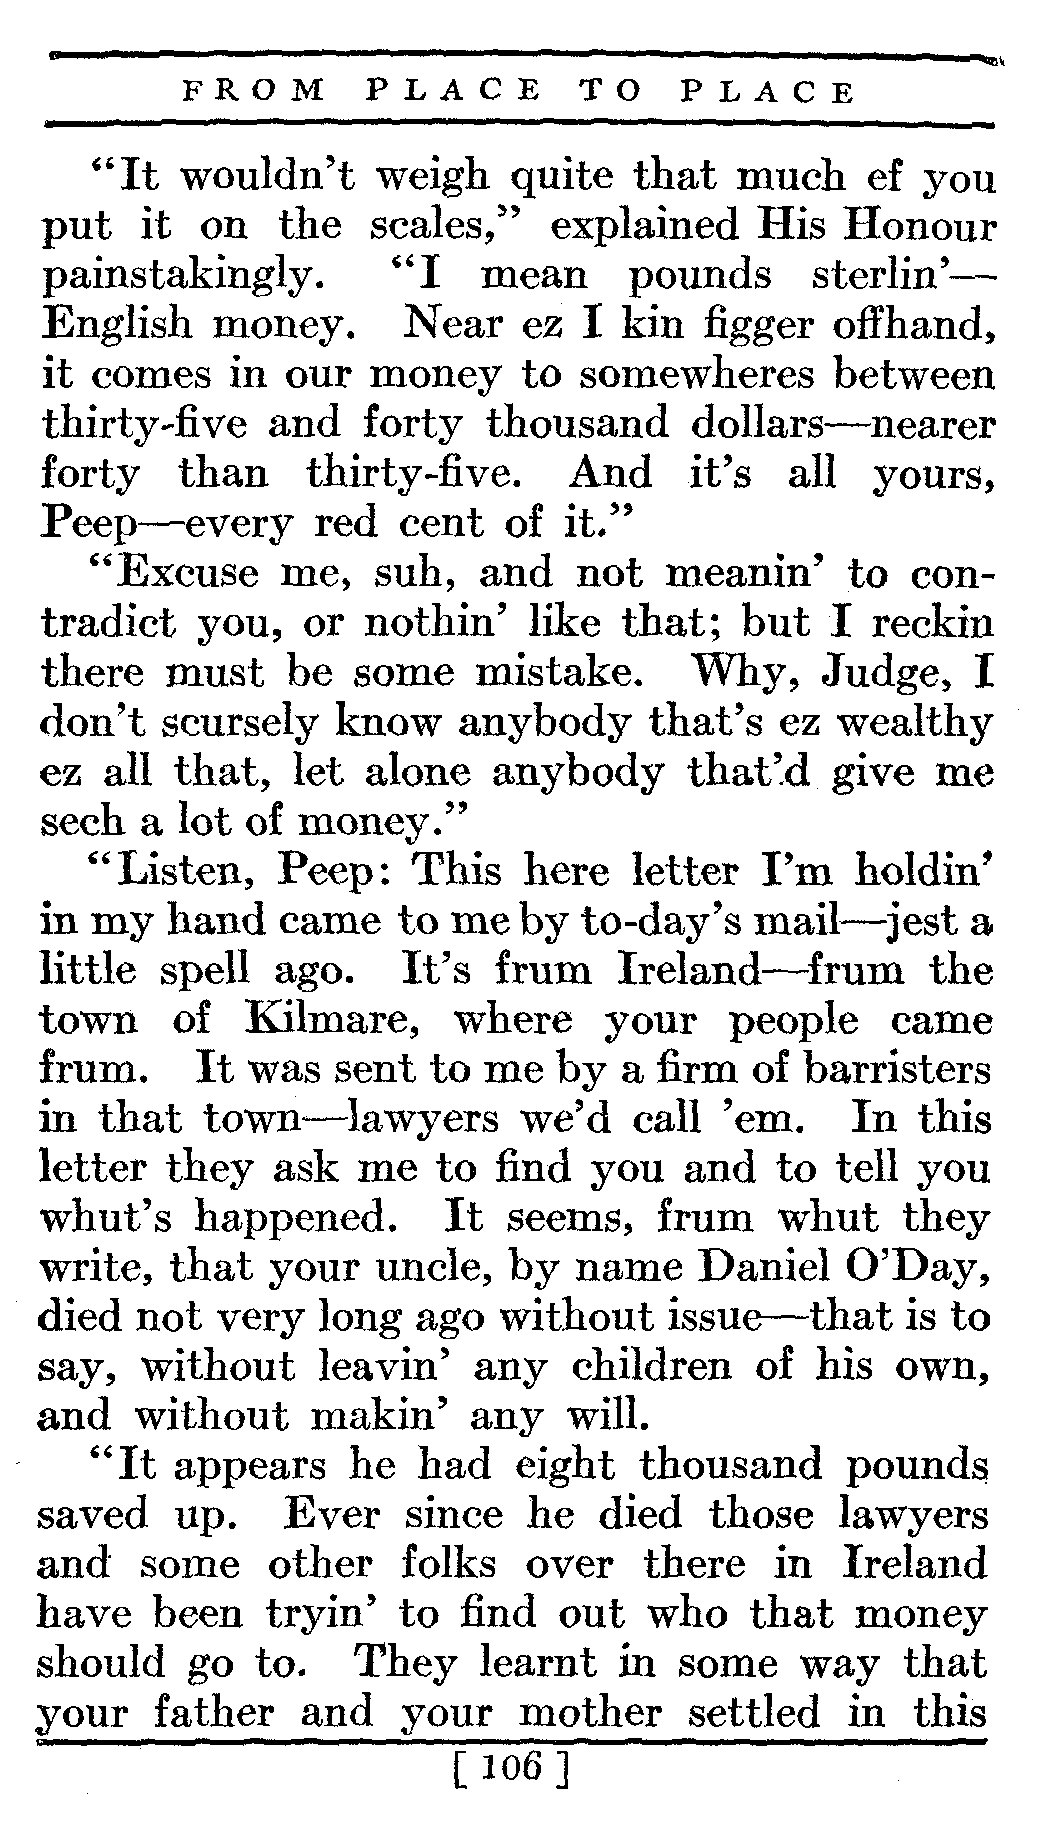 FROM PLACE TO PLACE
“It wouldn’t weigh quite that much ef you
put it on the scales,” explained His Honour
painstakingly. “I mean pounds sterlin’—
English money. Near ez I kin figger offhand,
it comes in our money to somewheres between
thirty-five and forty thousand dollars—nearer
forty than thirty-five. And it’s all yours,
Peep—every red cent of it.”
“Excuse me, suh, and not meanin’ to con-
tradict you, or nothin’ like that; but I reckin
there must be some mistake. Why, Judge, I
don’t scursely know anybody that’s ez wealthy
ez all that, let alone anybody that’d give me
sech a lot of money.”
“Listen, Peep: This here letter I’m holdin’
in my hand came to me by to-day’s mail—jest a
little spell ago. It’s frum Ireland—frum the
town of Kilmare, where your people came
frum. It was sent to me by a firm of barristers
in that town—lawyers we’d call ’em. In this
letter they ask me to find you and to tell you
whut’s happened. It seems, frum whut they
write, that your uncle, by name Daniel O’Day,
died not very long ago without issue—that is to
say, without leavin’ any children of his own,
and without makin’ any will.
“It appears he had eight thousand pounds
saved up. Ever since he died those lawyers
and some other folks over there in Ireland
have been tryin’ to find out who that money
should go to. They learnt in some way that
your father and your mother settled in this
[ 106 ]